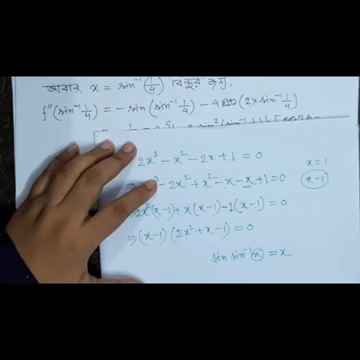 আবার, x = sin⁻¹(1/4) বিন্দুর জন্য,
f″(sin⁻¹ 1/4) = − sin(sin⁻¹ 1/4) − 4 (2x sin⁻¹ 1/4)
2x³ − x² − 2x + 1 = 0
− 2x² + x² − x − x + 1 = 0
2x²(x−1) + x(x−1) − 1(x−1) = 0
⇒ (x−1) (2x² + x − 1) = 0
x = 1
x−1
sin sin⁻¹ x = x